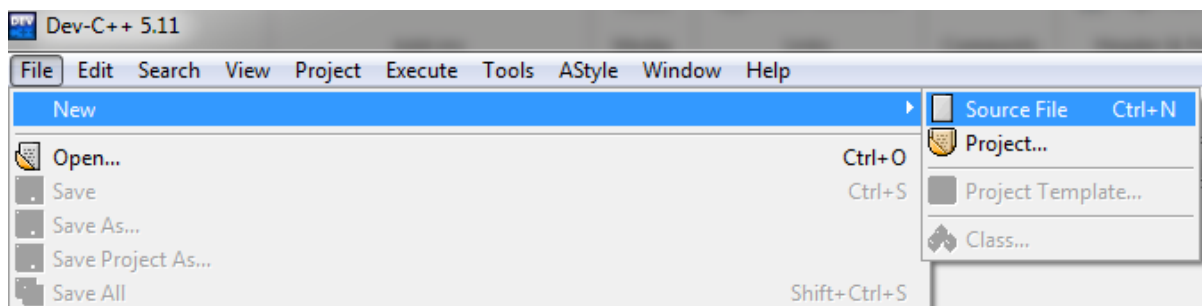 Dev-C++ 5.11
File Edit Search View Project Execute Tools AStyle Window Help
New
Source File Ctrl+N
Project...
Project Template...
Class...
Open... Ctrl+O
Save Ctrl+S
Save As...
Save Project As...
Save All Shift+Ctrl+S